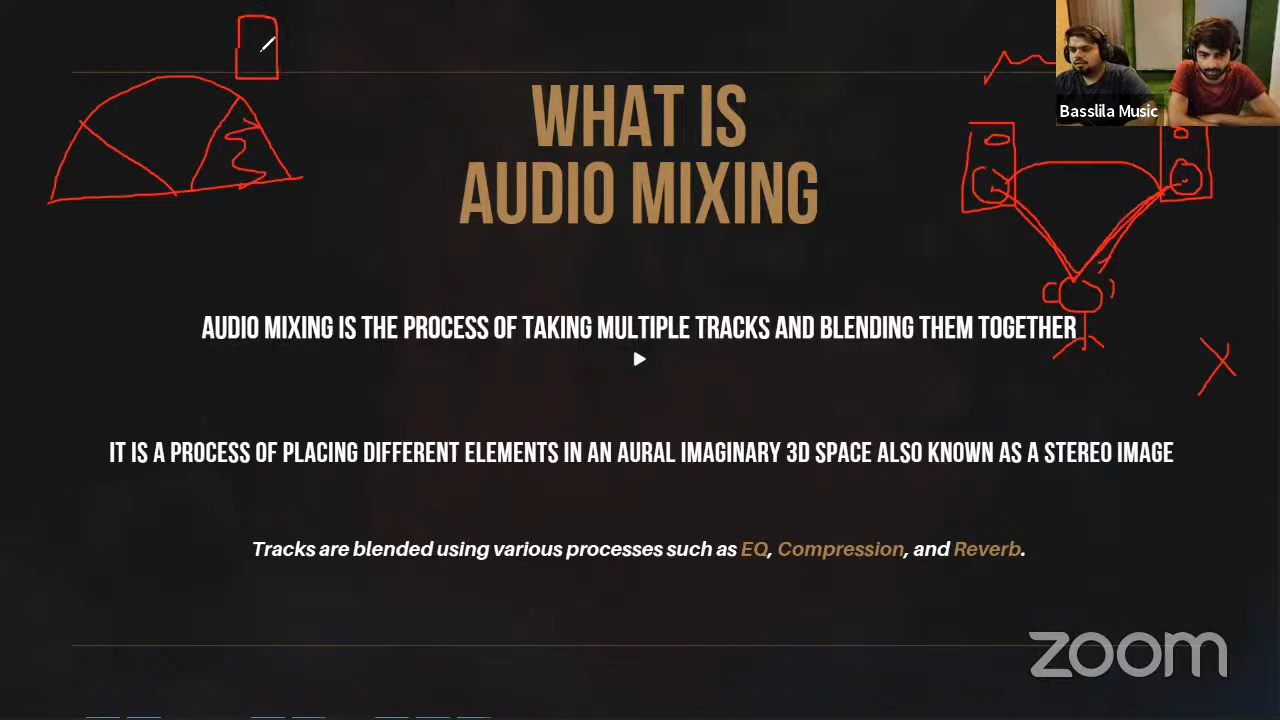 Basslila Music
WHAT IS
AUDIO MIXING
AUDIO MIXING IS THE PROCESS OF TAKING MULTIPLE TRACKS AND BLENDING THEM TOGETHER
IT IS A PROCESS OF PLACING DIFFERENT ELEMENTS IN AN AURAL IMAGINARY 3D SPACE ALSO KNOWN AS A STEREO IMAGE
Tracks are blended using various processes such as EQ, Compression, and Reverb.
zoom